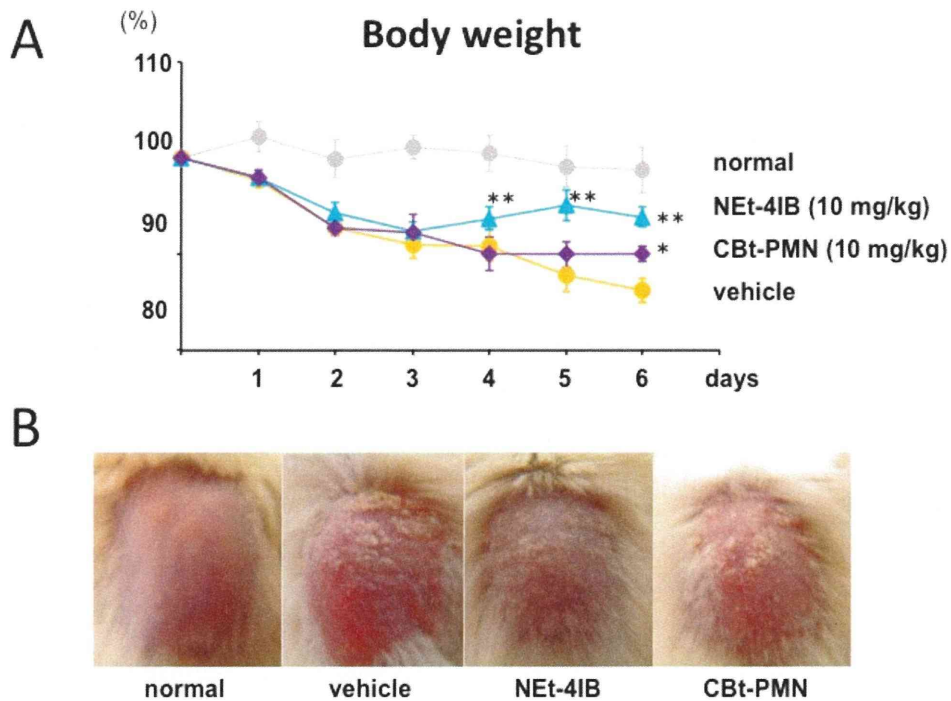 A
(%)
Body weight
110
100
90
80
1 2 3 4 5 6 days
**
**
**
*
normal
NEt-4IB (10 mg/kg)
CBt-PMN (10 mg/kg)
vehicle
B
normal
vehicle
NEt-4IB
CBt-PMN